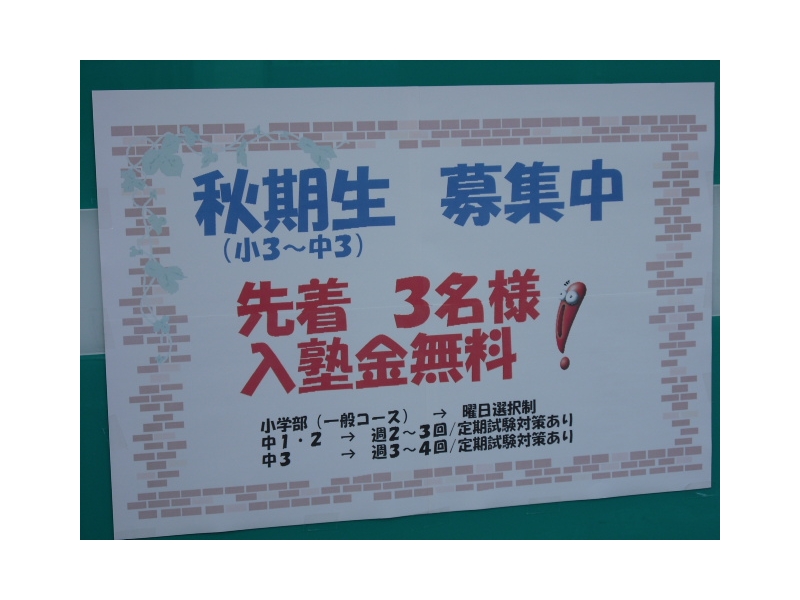 秋期生　募集中
（小3～中3）
先着　3名様
入塾金無料
小学部（一般コース）　→　曜日選択制
中1・2　→　週2～3回/定期試験対策あり
中3　→　週3～4回/定期試験対策あり